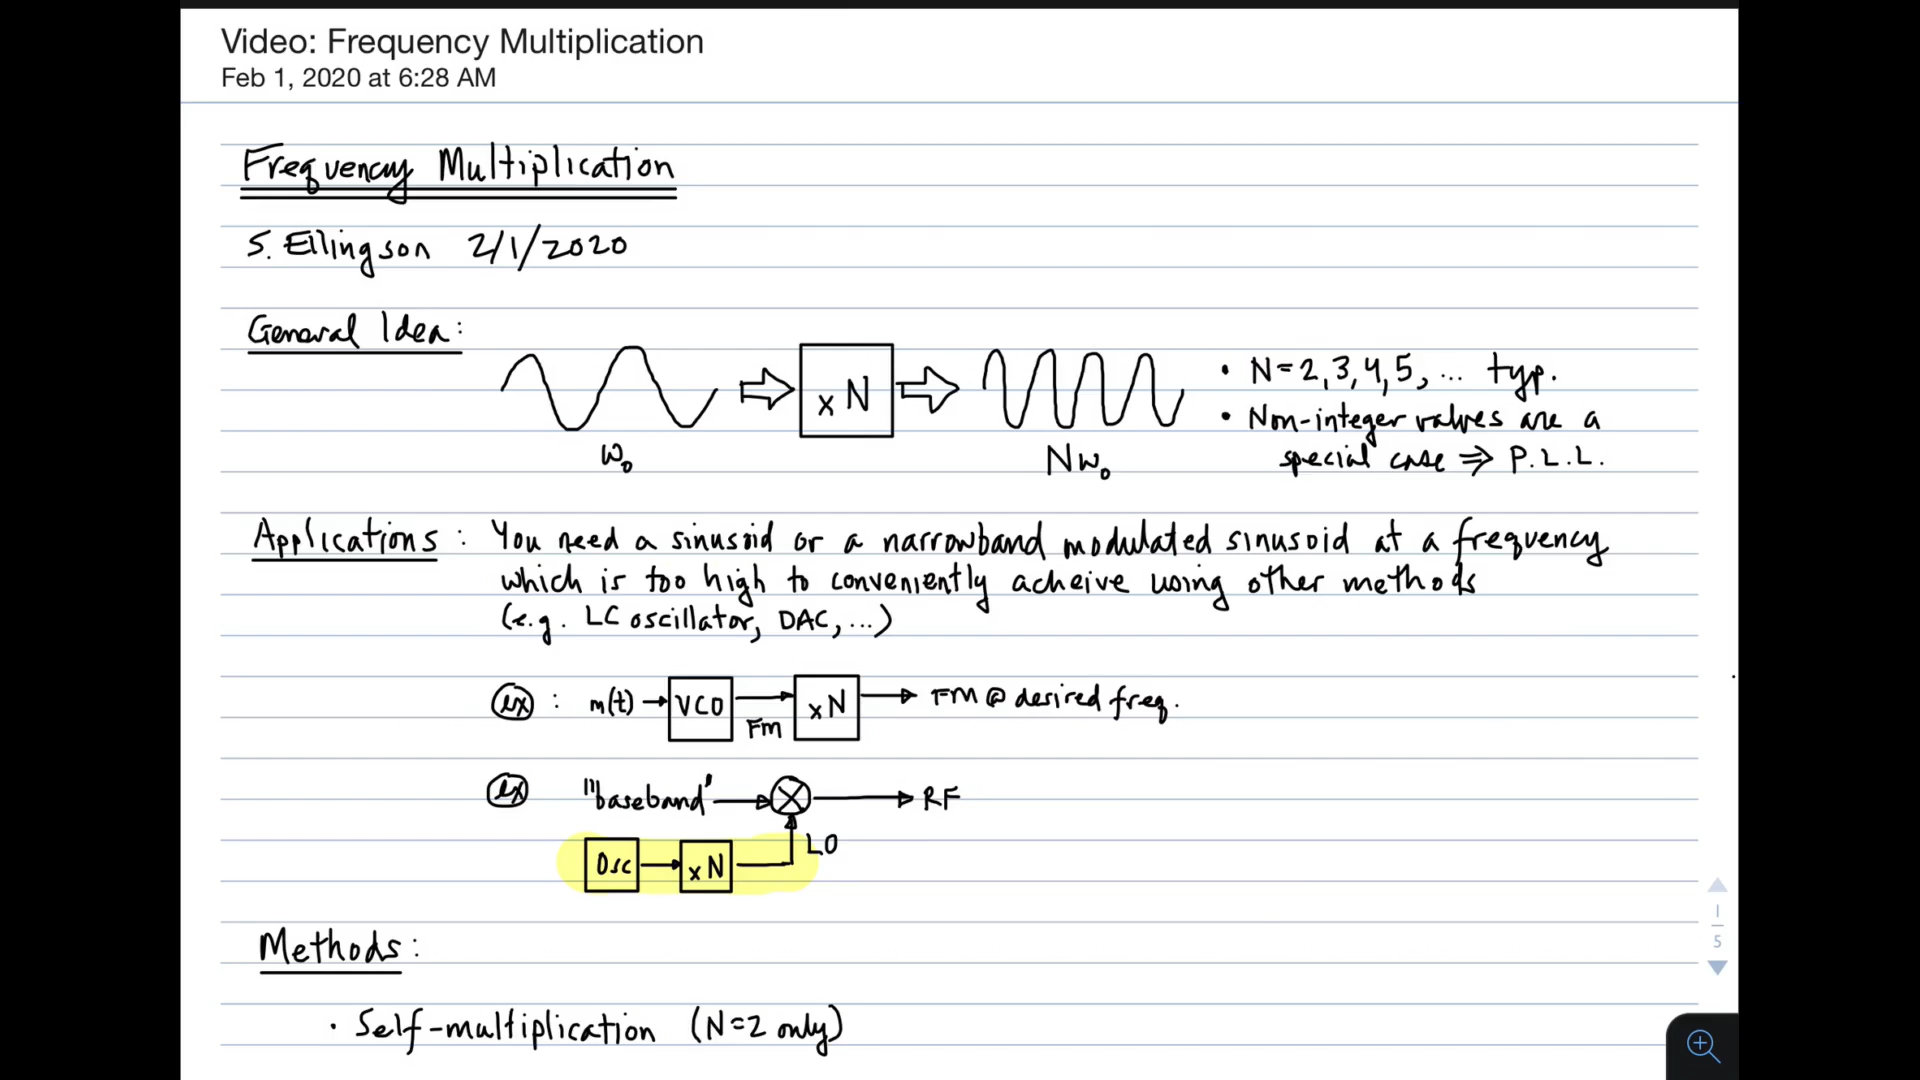 Video: Frequency Multiplication
Feb 1, 2020 at 6:28 AM
Frequency Multiplication
S. Ellingson 2/1/2020
General Idea:
x N
ω₀
Nω₀
• N=2,3,4,5, ... typ.
• Non-integer values are a
special case ⇒ P.L.L.
Applications: You need a sinusoid or a narrowband modulated sinusoid at a frequency
which is too high to conveniently acheive using other methods
(e.g. LC oscillator, DAC, ...)
ex : m(t) → VCO → FM → xN → FM @ desired freq.
ex "baseband" → ⊗ → RF
Osc → xN LO
Methods:
• Self-multiplication (N=2 only)
1
5